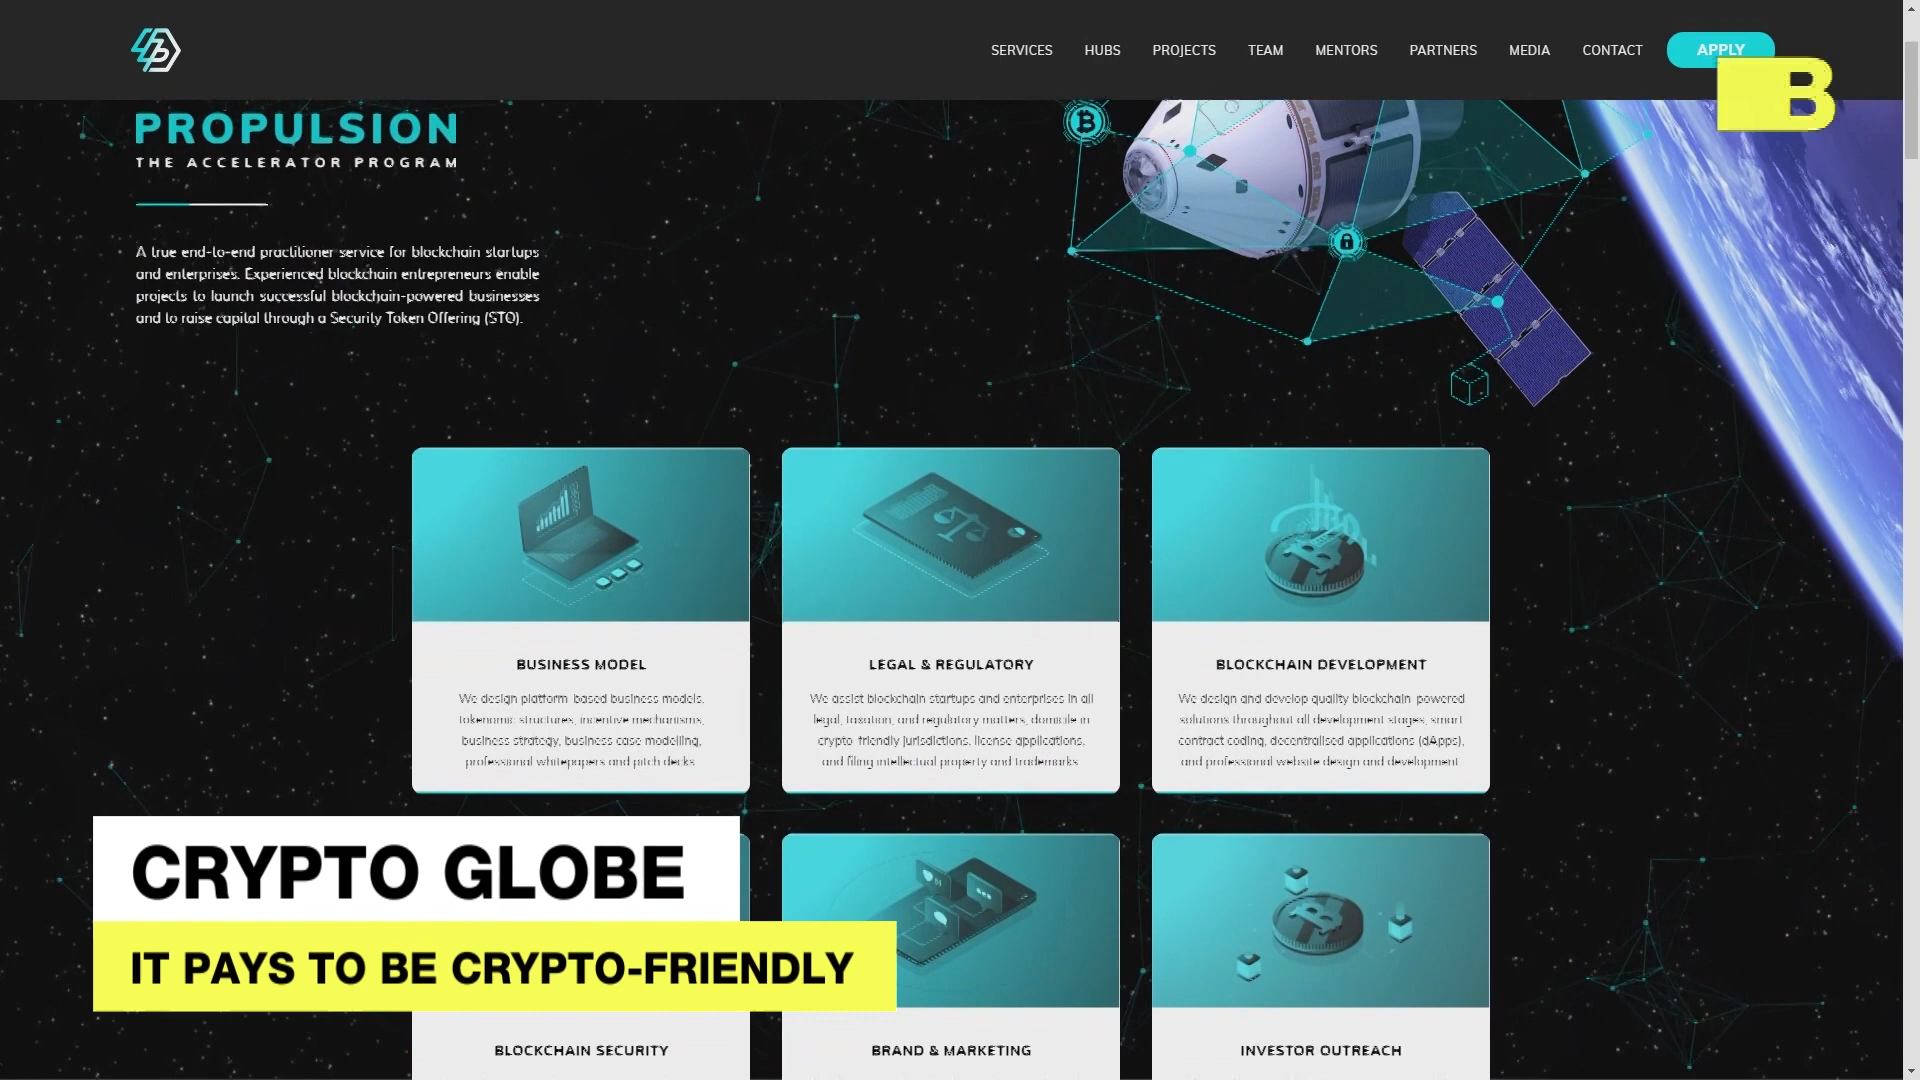 SERVICES HUBS PROJECTS TEAM MENTORS PARTNERS MEDIA CONTACT APPLY
B
PROPULSION
THE ACCELERATOR PROGRAM
A true end-to-end practitioner service for blockchain startups
and enterprises. Experienced blockchain entrepreneurs enable
projects to launch successful blockchain-powered businesses
and to raise capital through a Security Token Offering (STO).
BUSINESS MODEL
We design platform-based business models,
tokenomic structures, incentive mechanisms,
business strategy, business case modelling,
professional whitepapers and pitch decks
LEGAL & REGULATORY
We assist blockchain startups and enterprises in all
legal, taxation, and regulatory matters, domicile in
crypto-friendly jurisdictions, license applications,
and filing intellectual property and trademarks
BLOCKCHAIN DEVELOPMENT
We design and develop quality blockchain-powered
solutions throughout all development stages, smart
contract coding, decentralised applications (dApps),
and professional website design and development
CRYPTO GLOBE
IT PAYS TO BE CRYPTO-FRIENDLY
BLOCKCHAIN SECURITY
BRAND & MARKETING
INVESTOR OUTREACH